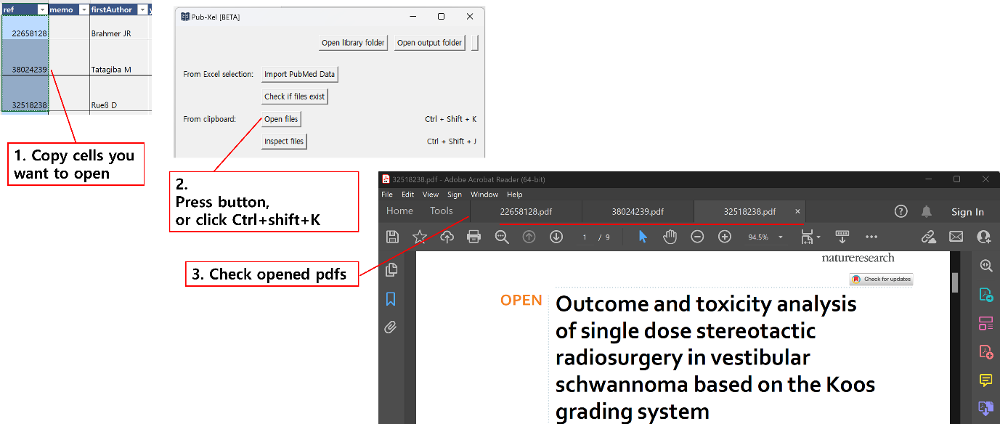 ref memo firstAuthor
22658128 Brahmer JR
38024239 Tatagiba M
32518238 Rueß D
1. Copy cells you
want to open
Pub-Xel [BETA]
Open library folder Open output folder
From Excel selection: Import PubMed Data
Check if files exist
From clipboard: Open files Ctrl + Shift + K
Inspect files Ctrl + Shift + J
2.
Press button,
or click Ctrl+shift+K
3. Check opened pdfs
32518238.pdf - Adobe Acrobat Reader (64-bit)
File Edit View Sign Window Help
Home Tools 22658128.pdf 38024239.pdf 32518238.pdf × Sign In
1 / 9 94.5%
natureresearch
Check for updates
OPEN
Outcome and toxicity analysis
of single dose stereotactic
radiosurgery in vestibular
schwannoma based on the Koos
grading system